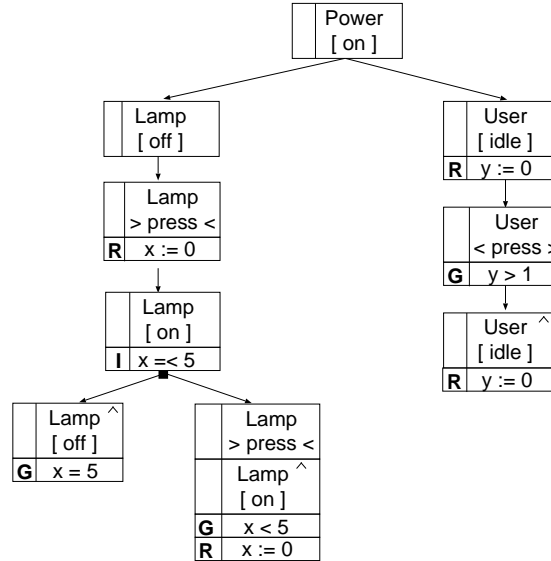 Power
[ on ]
Lamp
[ off ]
User
[ idle ]
R y := 0
Lamp
> press <
R x := 0
User
< press >
G y > 1
Lamp
[ on ]
I x =< 5
User ^
[ idle ]
R y := 0
Lamp ^
[ off ]
G x = 5
Lamp
> press <
Lamp ^
[ on ]
G x < 5
R x := 0